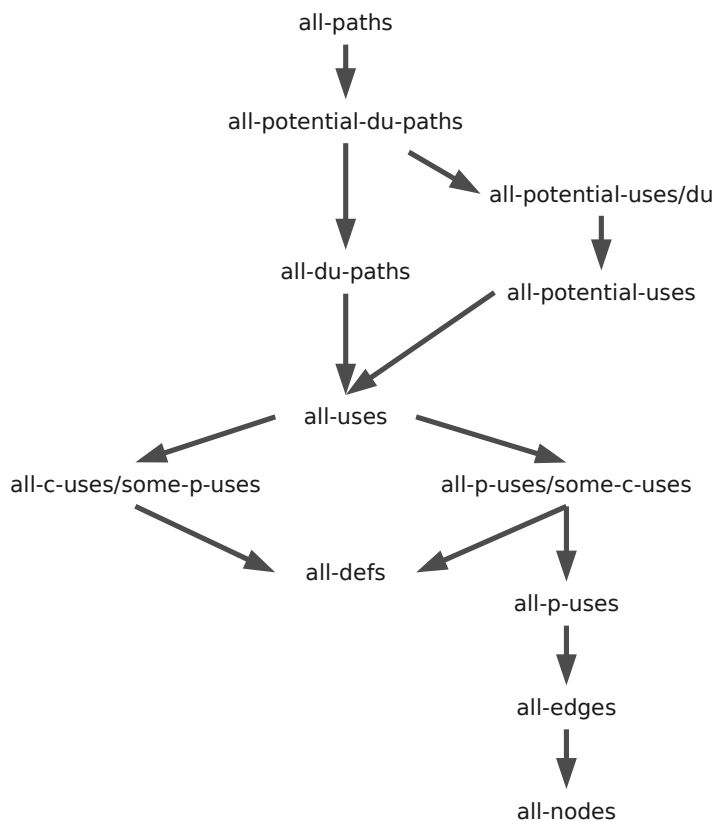 all-paths
all-potential-du-paths
all-potential-uses/du
all-du-paths
all-potential-uses
all-uses
all-c-uses/some-p-uses
all-p-uses/some-c-uses
all-defs
all-p-uses
all-edges
all-nodes